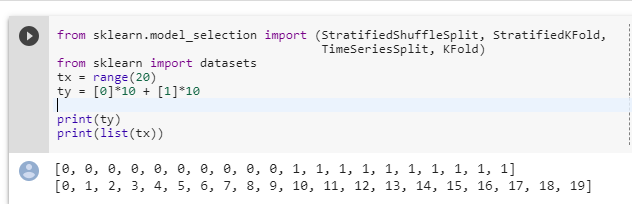 from sklearn.model_selection import (StratifiedShuffleSplit, StratifiedKFold,
TimeSeriesSplit, KFold)
from sklearn import datasets
tx = range(20)
ty = [0]*10 + [1]*10
print(ty)
print(list(tx))
[0, 0, 0, 0, 0, 0, 0, 0, 0, 0, 1, 1, 1, 1, 1, 1, 1, 1, 1, 1]
[0, 1, 2, 3, 4, 5, 6, 7, 8, 9, 10, 11, 12, 13, 14, 15, 16, 17, 18, 19]